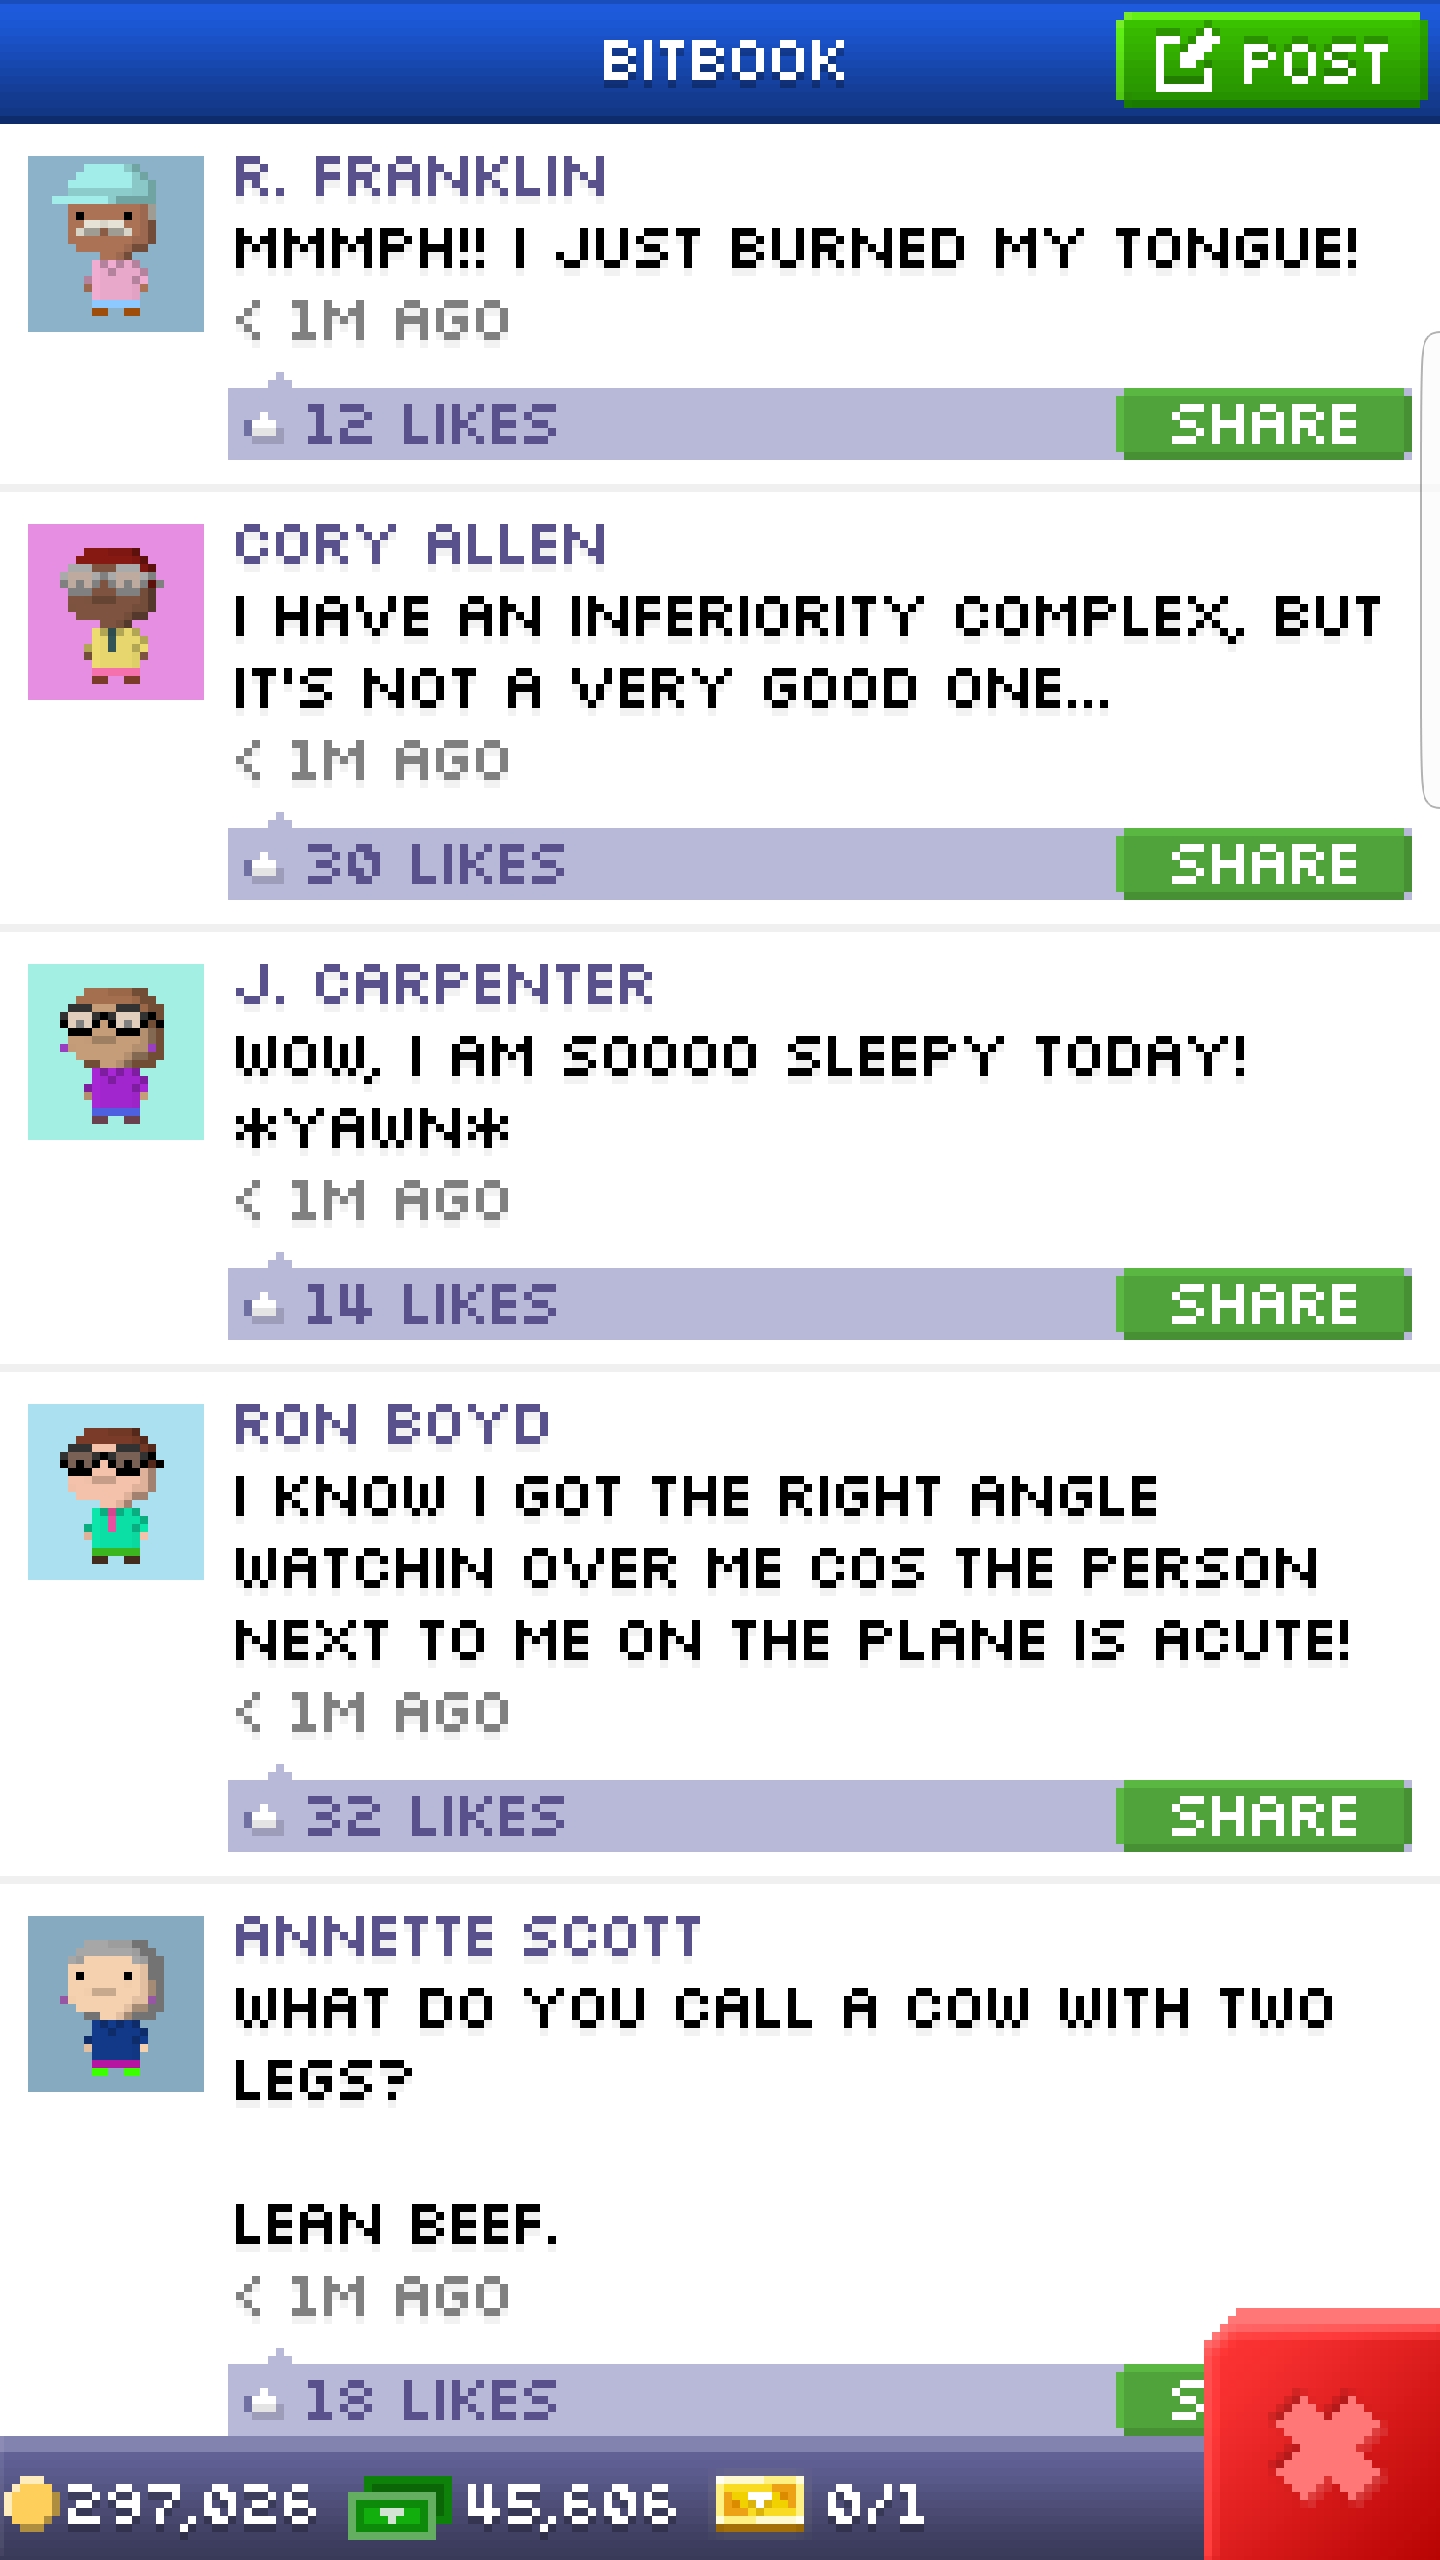 BITBOOK
POST
R. FRANKLIN
MMMPH!! I JUST BURNED MY TONGUE!
< 1M AGO
12 LIKES
SHARE
CORY ALLEN
I HAVE AN INFERIORITY COMPLEX, BUT
IT'S NOT A VERY GOOD ONE...
< 1M AGO
30 LIKES
SHARE
J. CARPENTER
WOW, I AM SOOOO SLEEPY TODAY!
*YAWN*
< 1M AGO
14 LIKES
SHARE
RON BOYD
I KNOW I GOT THE RIGHT ANGLE
WATCHIN OVER ME COS THE PERSON
NEXT TO ME ON THE PLANE IS ACUTE!
< 1M AGO
32 LIKES
SHARE
ANNETTE SCOTT
WHAT DO YOU CALL A COW WITH TWO
LEGS?
LEAN BEEF.
< 1M AGO
18 LIKES
S
297,026
45,606
0/1